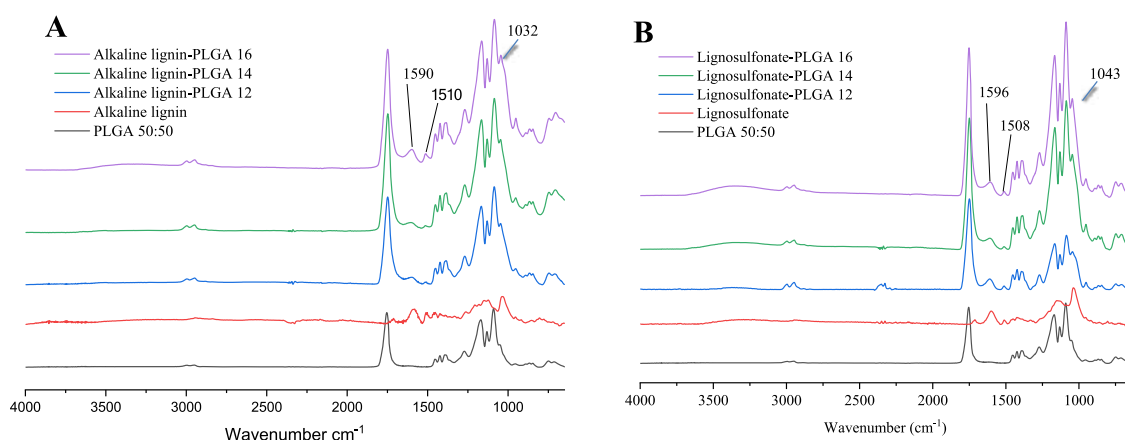 A
Alkaline lignin-PLGA 16
Alkaline lignin-PLGA 14
Alkaline lignin-PLGA 12
Alkaline lignin
PLGA 50:50
1590
1510
1032
4000 3500 3000 2500 2000 1500 1000
Wavenumber cm⁻¹
B
Lignosulfonate-PLGA 16
Lignosulfonate-PLGA 14
Lignosulfonate-PLGA 12
Lignosulfonate
PLGA 50:50
1596
1508
1043
4000 3500 3000 2500 2000 1500 1000
Wavenumber (cm⁻¹)